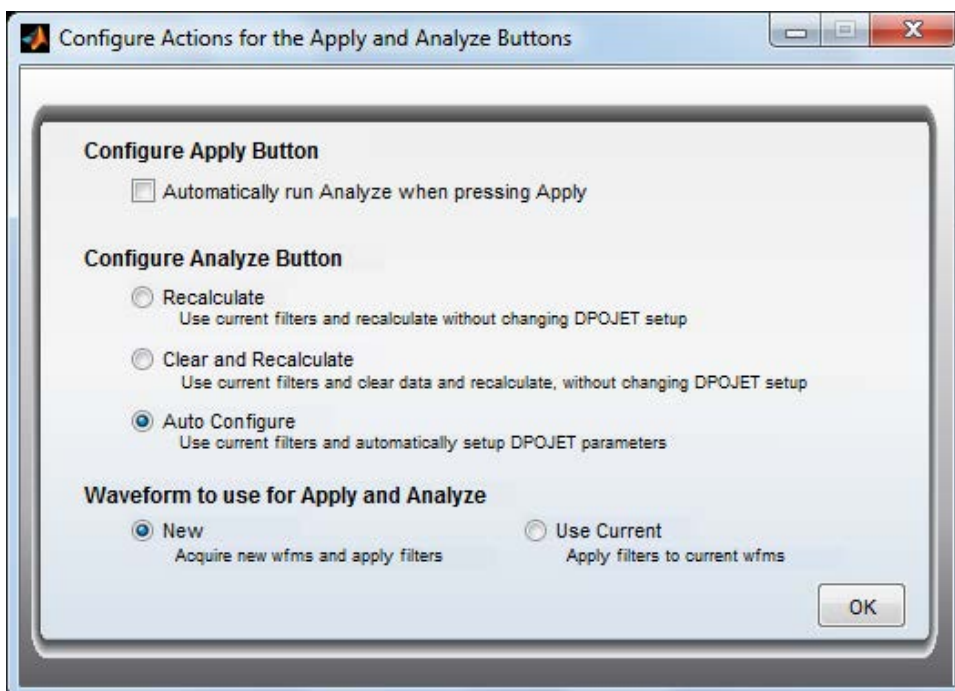 Configure Actions for the Apply and Analyze Buttons
Configure Apply Button
Automatically run Analyze when pressing Apply
Configure Analyze Button
Recalculate
Use current filters and recalculate without changing DPOJET setup
Clear and Recalculate
Use current filters and clear data and recalculate, without changing DPOJET setup
Auto Configure
Use current filters and automatically setup DPOJET parameters
Waveform to use for Apply and Analyze
New
Use Current
Acquire new wfms and apply filters
Apply filters to current wfms
OK